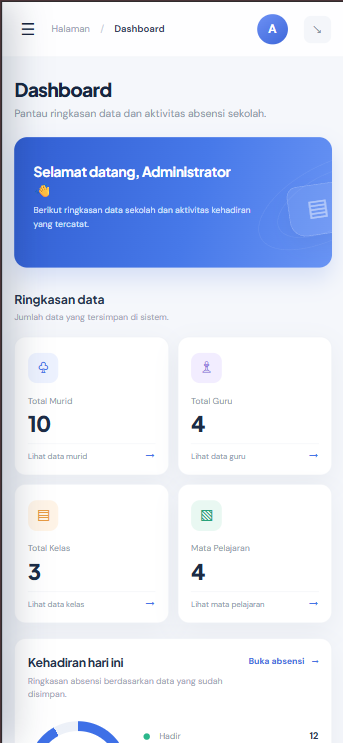 Halaman / Dashboard A
Dashboard
Pantau ringkasan data dan aktivitas absensi sekolah.
Selamat datang, Administrator
👋
Berikut ringkasan data sekolah dan aktivitas kehadiran
yang tercatat.
Ringkasan data
Jumlah data yang tersimpan di sistem.
Total Murid
10
Lihat data murid →
Total Guru
4
Lihat data guru →
Total Kelas
3
Lihat data kelas →
Mata Pelajaran
4
Lihat mata pelajaran →
Kehadiran hari ini
Buka absensi →
Ringkasan absensi berdasarkan data yang sudah
disimpan.
Hadir 12